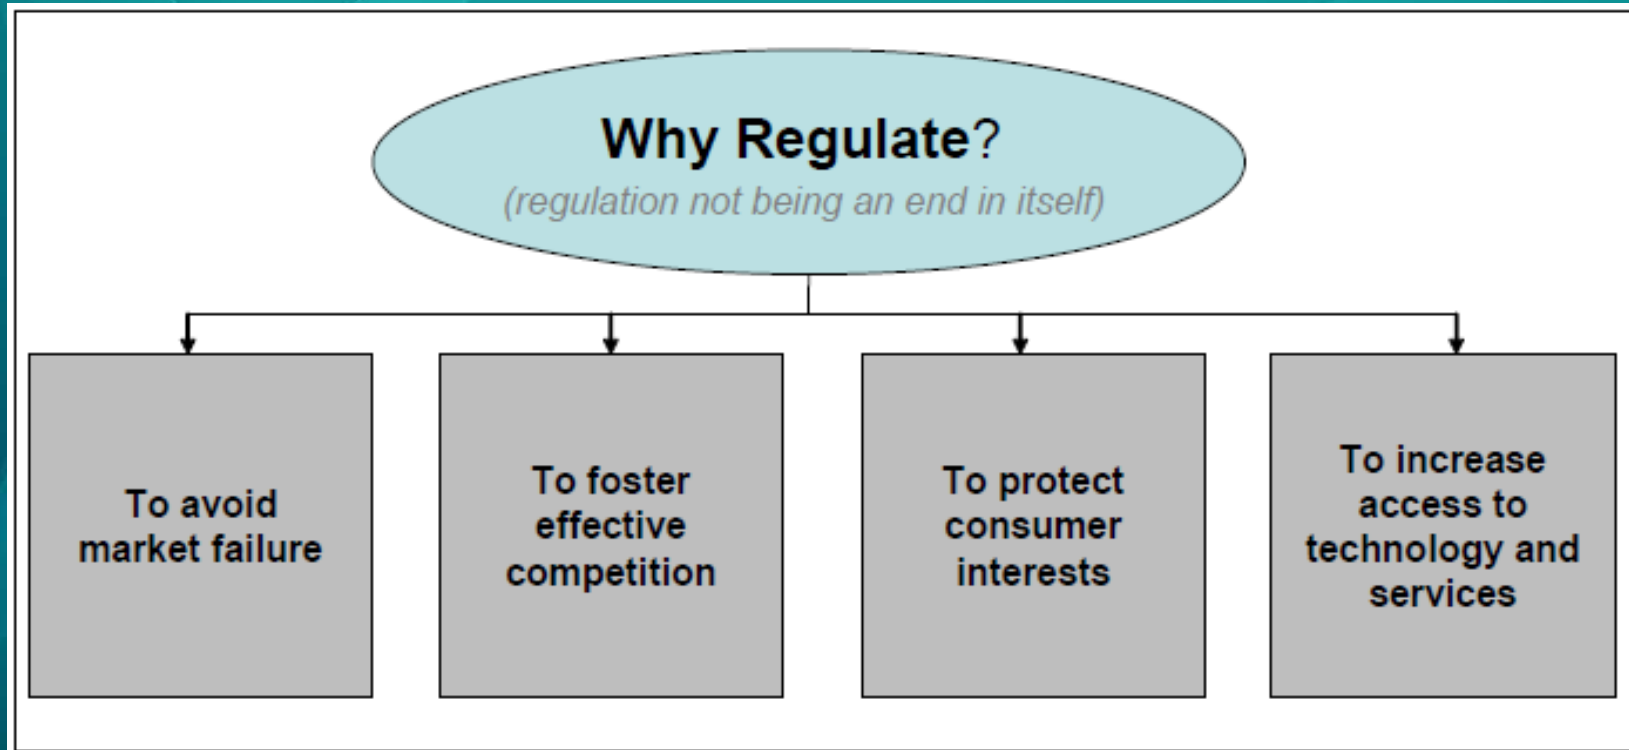 Why Regulate?
(regulation not being an end in itself)
To avoid
market failure
To foster
effective
competition
To protect
consumer
interests
To increase
access to
technology and
services